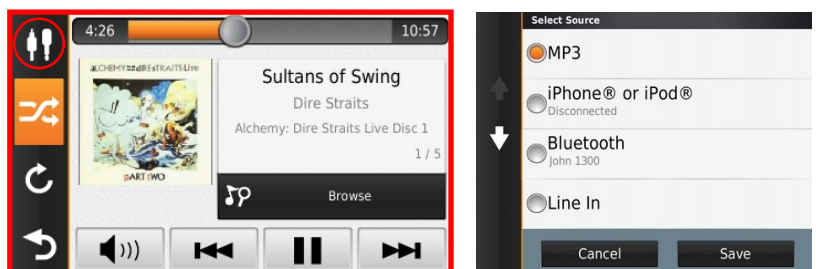 4:26
10:57
ALCHEMY DIRE STRAITS Live
Sultans of Swing
Dire Straits
Alchemy: Dire Straits Live Disc 1
1 / 5
pART tWO
Browse
Select Source
MP3
iPhone® or iPod®
Disconnected
Bluetooth
John 1300
Line In
Cancel
Save